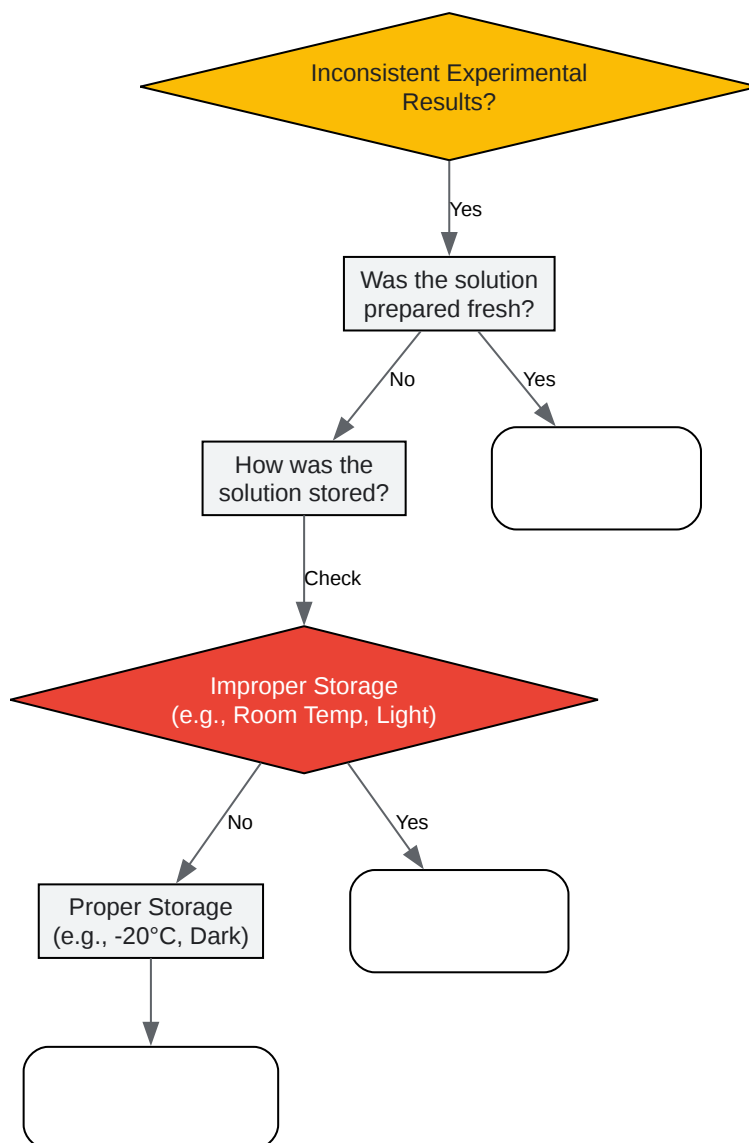 Inconsistent Experimental
Results?
Yes
Was the solution
prepared fresh?
No
Yes
How was the
solution stored?
Check
Improper Storage
(e.g., Room Temp, Light)
No
Yes
Proper Storage
(e.g., -20°C, Dark)